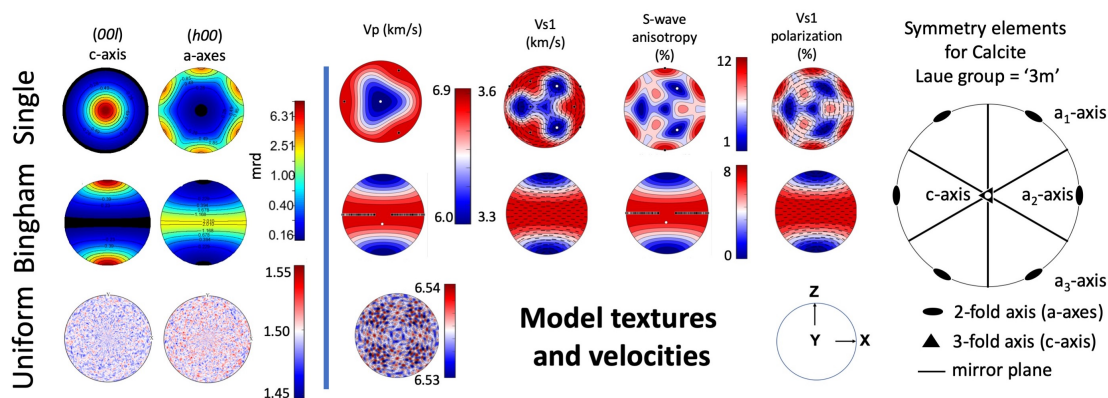 (00l)
c-axis
(h00)
a-axes
Vp (km/s)
Vs1
(km/s)
S-wave
anisotropy
(%)
Vs1
polarization
(%)
Symmetry elements
for Calcite
Laue group = ‘3m’
Single
Bingham
Uniform
6.31
2.51
1.00
0.40
0.16
mrd
6.9
6.0
3.6
3.3
12
1
8
0
1.55
1.50
1.45
6.54
6.53
Model textures
and velocities
Z
Y
X
a1-axis
c-axis
a2-axis
a3-axis
2-fold axis (a-axes)
3-fold axis (c-axis)
mirror plane